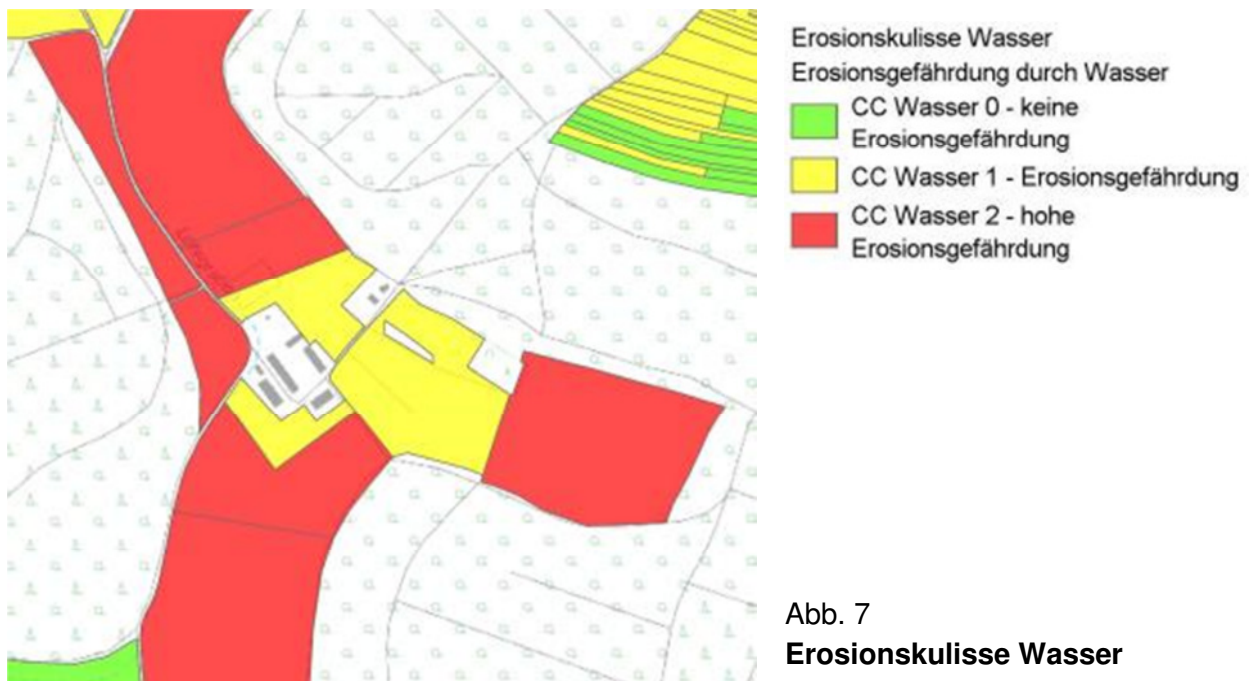 Erosionskulisse Wasser
Erosionsgefährdung durch Wasser
CC Wasser 0 - keine
Erosionsgefährdung
CC Wasser 1 - Erosionsgefährdung
CC Wasser 2 - hohe
Erosionsgefährdung
Abb. 7
Erosionskulisse Wasser